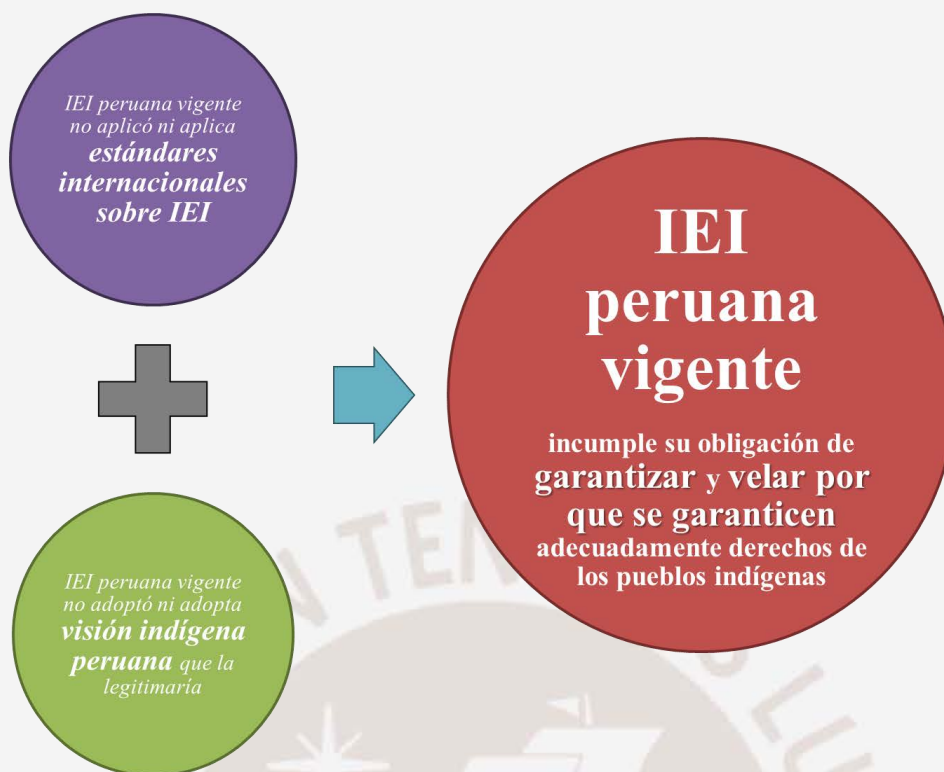 IEI peruana vigente
no aplicó ni aplica
estándares
internacionales
sobre IEI
IEI peruana vigente
no adoptó ni adopta
visión indígena
peruana que la
legitimaría
IEI
peruana
vigente
incumple su obligación de
garantizar y velar por
que se garanticen
adecuadamente derechos de
los pueblos indígenas